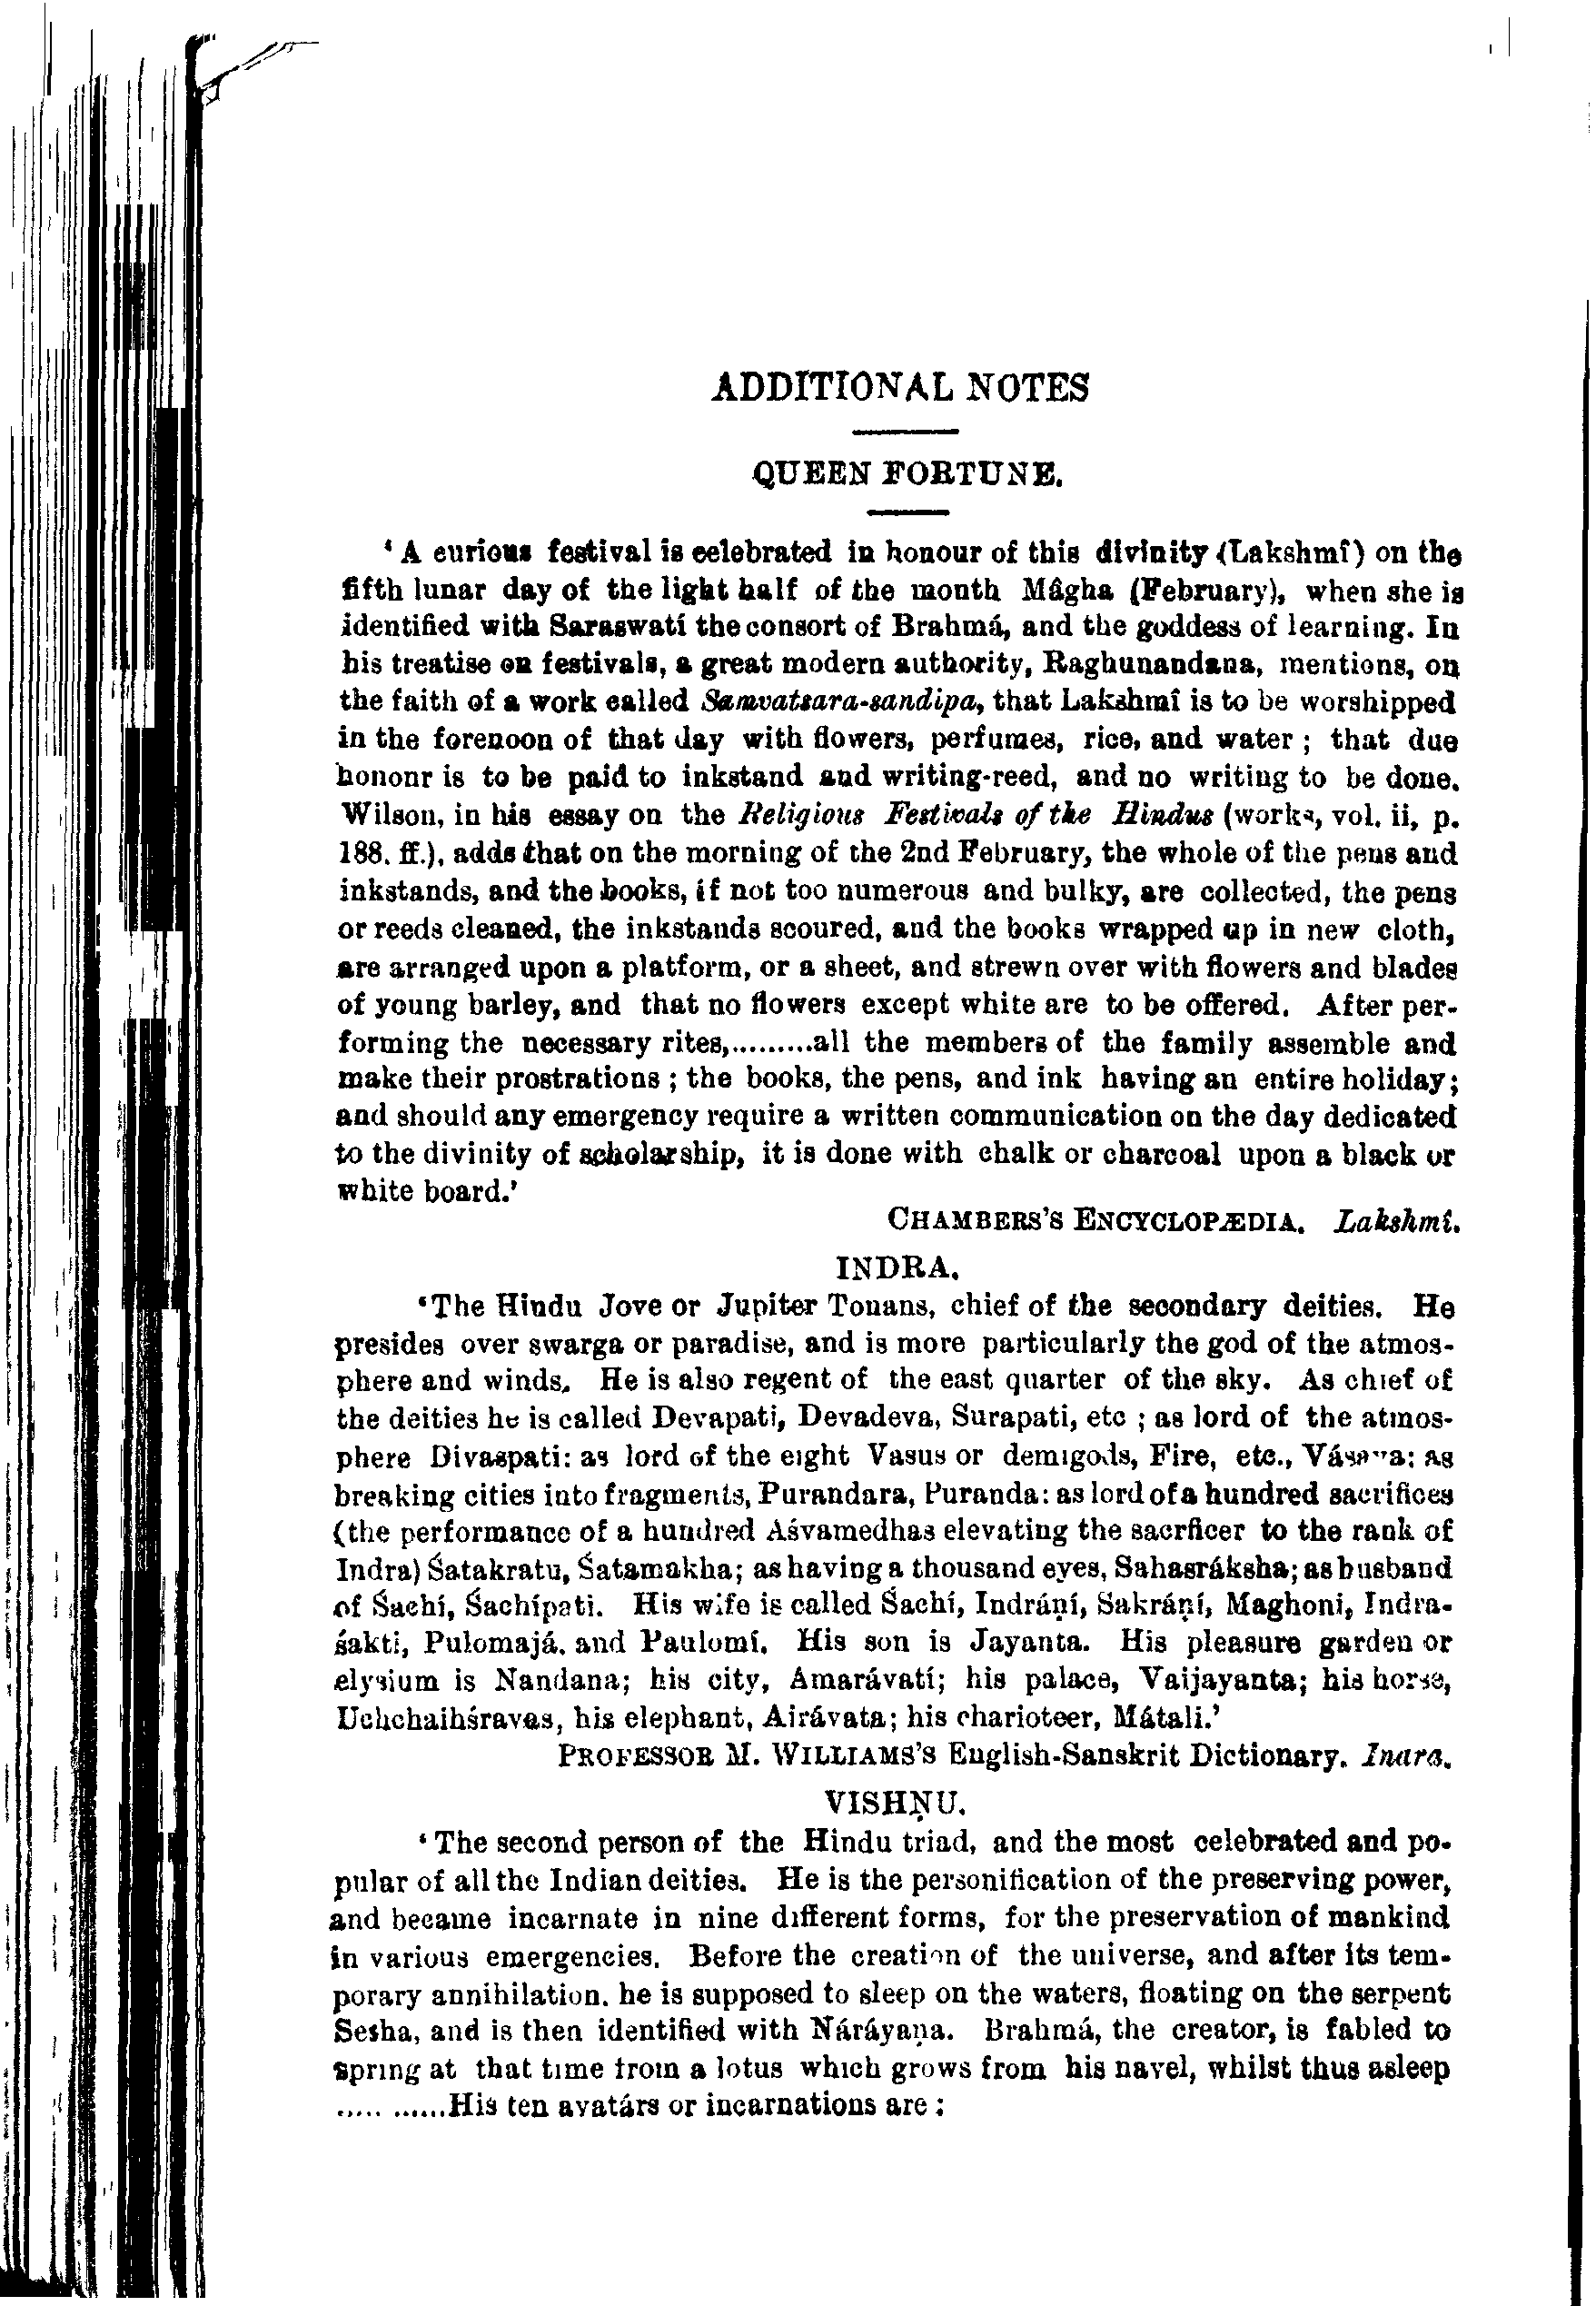 ADDITIONAL NOTES
QUEEN FORTUNE.
‘A curious festival is celebrated in honour of this divinity (Lakshmî) on the
fifth lunar day of the light half of the month Mâgha (February), when she is
identified with Saraswatí the consort of Brahmá, and the goddess of learning. In
his treatise on festivals, a great modern authority, Raghunandana, mentions, on
the faith of a work called Samvatsara-sandipa, that Lakshmî is to be worshipped
in the forenoon of that day with flowers, perfumes, rice, and water ; that due
hononr is to be paid to inkstand and writing-reed, and no writing to be done.
Wilson, in his essay on the Religious Festivals of the Hindus (works, vol. ii, p.
188. ff.), adds that on the morning of the 2nd February, the whole of the pens and
inkstands, and the books, if not too numerous and bulky, are collected, the pens
or reeds cleaned, the inkstands scoured, and the books wrapped up in new cloth,
are arranged upon a platform, or a sheet, and strewn over with flowers and blades
of young barley, and that no flowers except white are to be offered. After per-
forming the necessary rites,.........all the members of the family assemble and
make their prostrations ; the books, the pens, and ink having an entire holiday;
and should any emergency require a written communication on the day dedicated
to the divinity of scholarship, it is done with chalk or charcoal upon a black or
white board.’
CHAMBERS'S ENCYCLOPÆDIA. Lakshmî.
INDRA.
‘The Hindu Jove or Jupiter Tonans, chief of the secondary deities. He
presides over swarga or paradise, and is more particularly the god of the atmos-
phere and winds. He is also regent of the east quarter of the sky. As chief of
the deities he is called Devapati, Devadeva, Surapati, etc ; as lord of the atmos-
phere Divaspati: as lord of the eight Vasus or demigods, Fire, etc., Vásava: as
breaking cities into fragments, Purandara, Puranda: as lord of a hundred sacrifices
(the performance of a hundred Aśvamedhas elevating the sacrficer to the rank of
Indra) Śatakratu, Śatamakha; as having a thousand eyes, Sahasráksha; as husband
of Śachí, Śachípati. His wife is called Śachí, Indráṇí, Sakráṇí, Maghoni, Indra-
śakti, Pulomajá. and Paulomí. His son is Jayanta. His pleasure garden or
elysium is Nandana; his city, Amarávatí; his palace, Vaijayanta; his horse,
Uchchaihśravas, his elephant, Airávata; his charioteer, Mátali.’
PROFESSOR M. WILLIAMS'S English-Sanskrit Dictionary. Indra.
VISHṆU.
‘The second person of the Hindu triad, and the most celebrated and po-
pular of all the Indian deities. He is the personification of the preserving power,
and became incarnate in nine different forms, for the preservation of mankind
in various emergencies. Before the creation of the universe, and after its tem-
porary annihilation. he is supposed to sleep on the waters, floating on the serpent
Sesha, and is then identified with Náráyaṇa. Brahmá, the creator, is fabled to
spring at that time from a lotus which grows from his navel, whilst thus asleep
..... ......His ten avatárs or incarnations are :